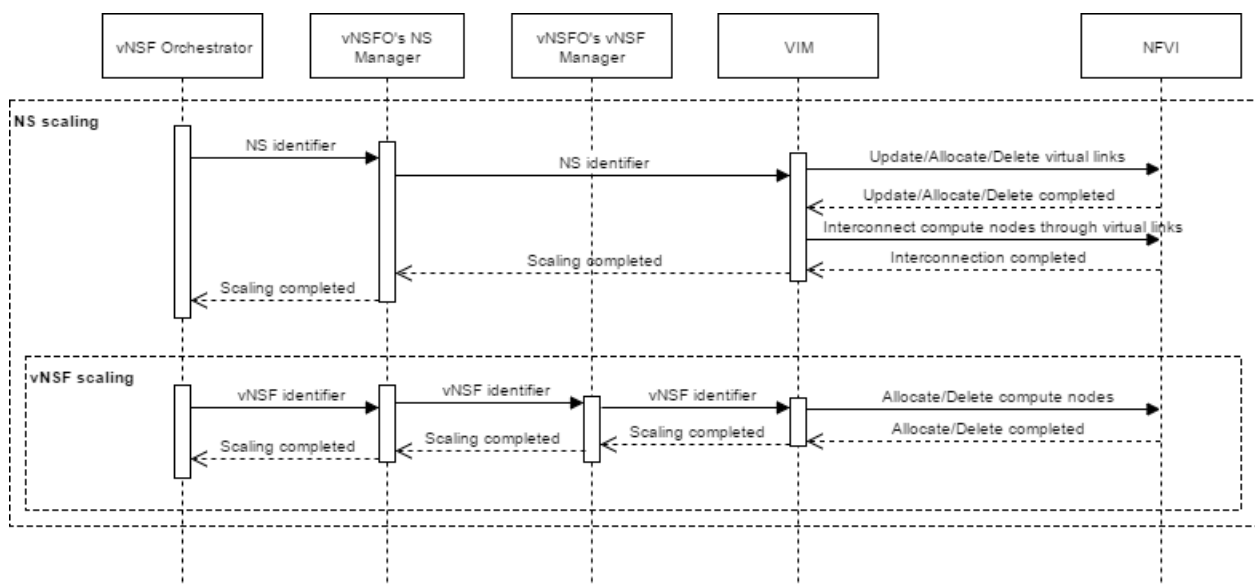 vNSF Orchestrator
vNSFO's NS
Manager
vNSFO's vNSF
Manager
VIM
NFVI
NS scaling
NS identifier
NS identifier
Update/Allocate/Delete virtual links
Update/Allocate/Delete completed
Interconnect compute nodes through virtual links
Interconnection completed
Scaling completed
Scaling completed
vNSF scaling
vNSF identifier
vNSF identifier
vNSF identifier
Allocate/Delete compute nodes
Allocate/Delete completed
Scaling completed
Scaling completed
Scaling completed